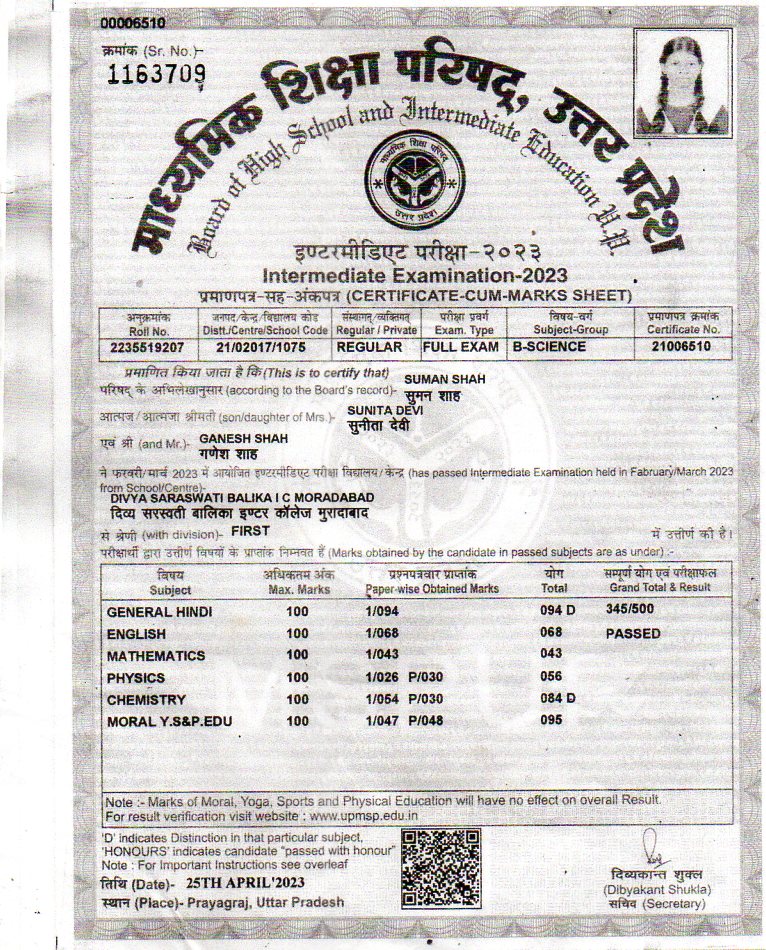 00006510
क्रमांक (Sr. No.)-
1163709
माध्यमिक शिक्षा परिषद्, उत्तर प्रदेश
Board of High School and Intermediate Education U.P.
माध्यमिक शिक्षा परिषद
उत्तर प्रदेश
इण्टरमीडिएट परीक्षा-२०२३
Intermediate Examination-2023
प्रमाणपत्र-सह-अंकपत्र (CERTIFICATE-CUM-MARKS SHEET)
अनुक्रमांक जनपद/केन्द्र/विद्यालय कोड संस्थागत/व्यक्तिगत परीक्षा प्रवर्ग विषय-वर्ग प्रमाणपत्र क्रमांक
Roll No. Distt./Centre/School Code Regular / Private Exam. Type Subject-Group Certificate No.
2235519207 21/02017/1075 REGULAR FULL EXAM B-SCIENCE 21006510
प्रमाणित किया जाता है कि (This is to certify that) SUMAN SHAH
परिषद् के अभिलेखानुसार (according to the Board's record)- सुमन शाह
आत्मज/आत्मजा श्रीमती (son/daughter of Mrs.)- SUNITA DEVI
सुनीता देवी
एवं श्री (and Mr.)- GANESH SHAH
गणेश शाह
ने फरवरी/मार्च 2023 में आयोजित इण्टरमीडिएट परीक्षा विद्यालय/केन्द्र (has passed Intermediate Examination held in Fabruary/March 2023
from School/Centre)-
DIVYA SARASWATI BALIKA I C MORADABAD
दिव्य सरस्वती बालिका इण्टर कॉलेज मुरादाबाद
से श्रेणी (with division)- FIRST में उत्तीर्ण की है।
परीक्षार्थी द्वारा उत्तीर्ण विषयों के प्राप्तांक निम्नवत हैं (Marks obtained by the candidate in passed subjects are as under) :-
विषय अधिकतम अंक प्रश्नपत्रवार प्राप्तांक योग सम्पूर्ण योग एवं परीक्षाफल
Subject Max. Marks Paper-wise Obtained Marks Total Grand Total & Result
GENERAL HINDI 100 1/094 094 D 345/500
ENGLISH 100 1/068 068 PASSED
MATHEMATICS 100 1/043 043
PHYSICS 100 1/026 P/030 056
CHEMISTRY 100 1/054 P/030 084 D
MORAL Y.S&P.EDU 100 1/047 P/048 095
Note :- Marks of Moral, Yoga, Sports and Physical Education will have no effect on overall Result.
For result verification visit website : www.upmsp.edu.in
'D' indicates Distinction in that particular subject,
'HONOURS' indicates candidate "passed with honour"
Note : For Important Instructions see overleaf
तिथि (Date)- 25TH APRIL'2023
स्थान (Place)- Prayagraj, Uttar Pradesh
दिव्यकान्त शुक्ल
(Dibyakant Shukla)
सचिव (Secretary)